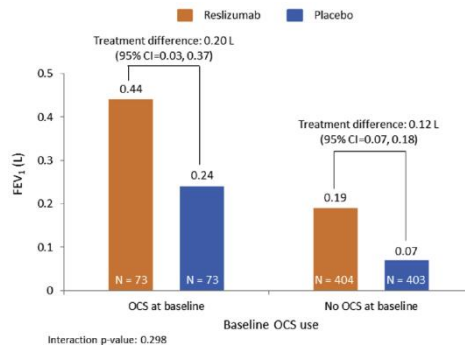 Reslizumab Placebo
Treatment difference: 0.20 L
(95% CI=0.03, 0.37)
Treatment difference: 0.12 L
(95% CI=0.07, 0.18)
FEV₁ (L)
0.5
0.4
0.3
0.2
0.1
0
0.44
0.24
0.19
0.07
N = 73 N = 73 N = 404 N = 403
OCS at baseline No OCS at baseline
Baseline OCS use
Interaction p-value: 0.298